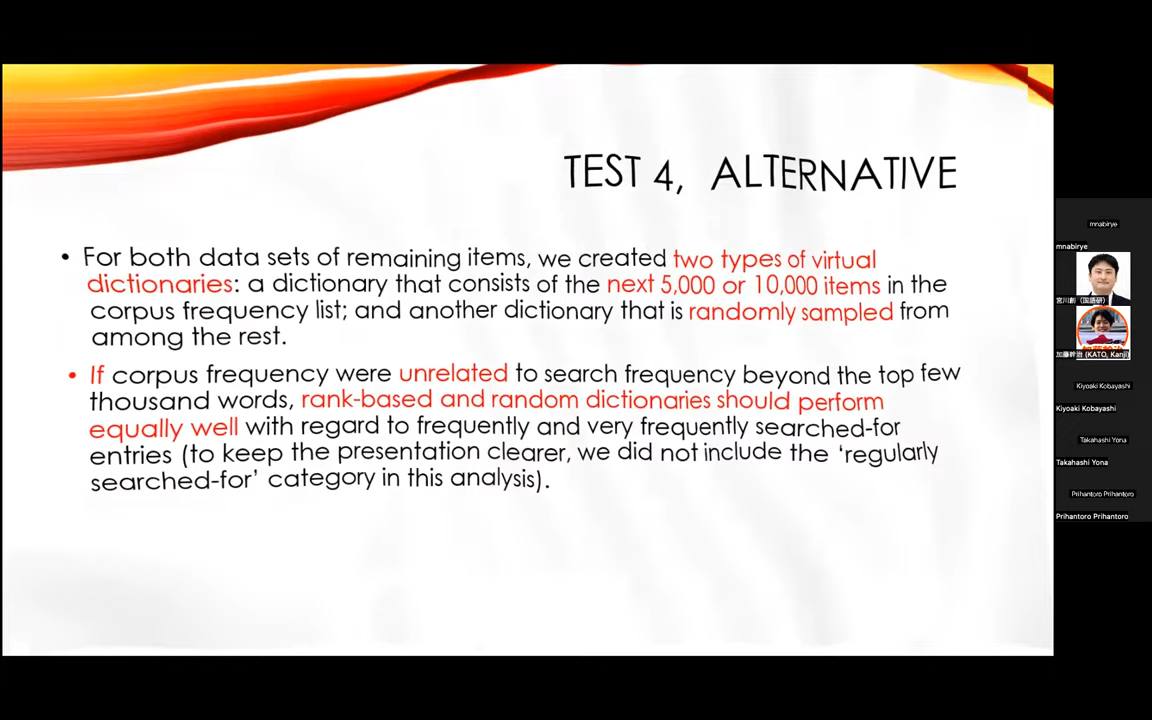 TEST 4, ALTERNATIVE
• For both data sets of remaining items, we created two types of virtual
dictionaries: a dictionary that consists of the next 5,000 or 10,000 items in the
corpus frequency list; and another dictionary that is randomly sampled from
among the rest.
• If corpus frequency were unrelated to search frequency beyond the top few
thousand words, rank-based and random dictionaries should perform
equally well with regard to frequently and very frequently searched-for
entries (to keep the presentation clearer, we did not include the ‘regularly
searched-for’ category in this analysis).
mnabirye
mnabirye
宮川創 (国語研)
加藤幹治 (KATO, Kanji)
Kiyoaki Kobayashi
Kiyoaki Kobayashi
Takahashi Yona
Takahashi Yona
Prihantoro Prihantoro
Prihantoro Prihantoro